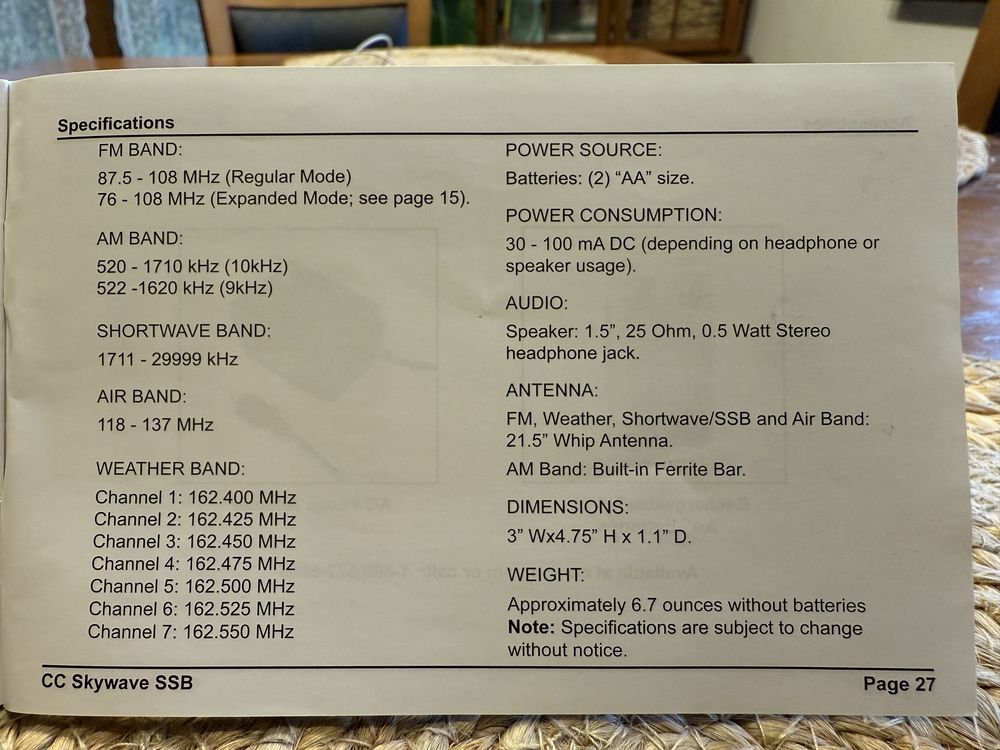 Specifications
FM BAND:
87.5 - 108 MHz (Regular Mode)
76 - 108 MHz (Expanded Mode; see page 15).
AM BAND:
520 - 1710 kHz (10kHz)
522 -1620 kHz (9kHz)
SHORTWAVE BAND:
1711 - 29999 kHz
AIR BAND:
118 - 137 MHz
WEATHER BAND:
Channel 1: 162.400 MHz
Channel 2: 162.425 MHz
Channel 3: 162.450 MHz
Channel 4: 162.475 MHz
Channel 5: 162.500 MHz
Channel 6: 162.525 MHz
Channel 7: 162.550 MHz
POWER SOURCE:
Batteries: (2) “AA” size.
POWER CONSUMPTION:
30 - 100 mA DC (depending on headphone or
speaker usage).
AUDIO:
Speaker: 1.5”, 25 Ohm, 0.5 Watt Stereo
headphone jack.
ANTENNA:
FM, Weather, Shortwave/SSB and Air Band:
21.5” Whip Antenna.
AM Band: Built-in Ferrite Bar.
DIMENSIONS:
3” Wx4.75” H x 1.1” D.
WEIGHT:
Approximately 6.7 ounces without batteries
Note: Specifications are subject to change
without notice.
CC Skywave SSB
Page 27